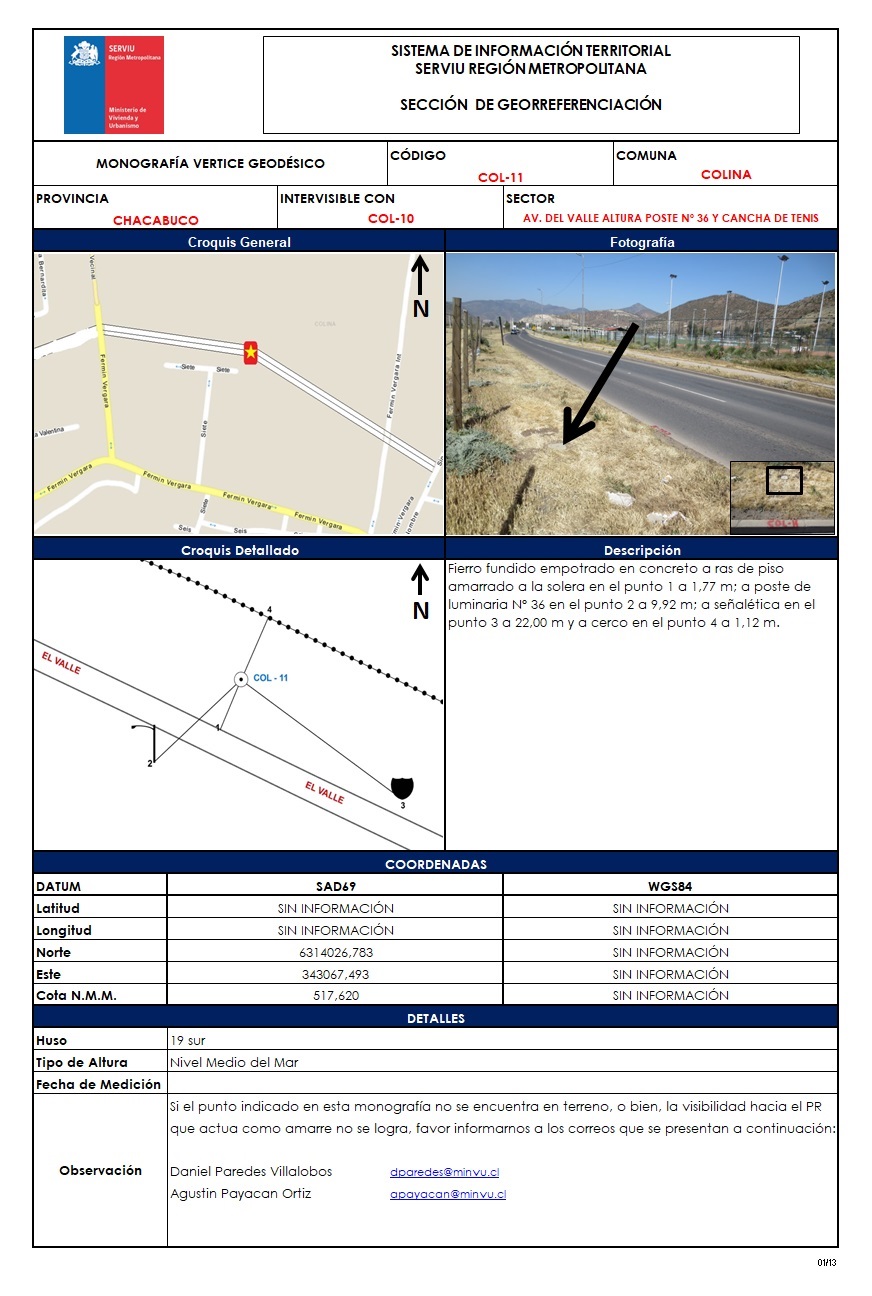 SERVIU
Región Metropolitana
Ministerio de
Vivienda y
Urbanismo
SISTEMA DE INFORMACIÓN TERRITORIAL
SERVIU REGIÓN METROPOLITANA
SECCIÓN DE GEORREFERENCIACIÓN
MONOGRAFÍA VERTICE GEODÉSICO
CÓDIGO
COL-11
COMUNA
COLINA
PROVINCIA
CHACABUCO
INTERVISIBLE CON
COL-10
SECTOR
AV. DEL VALLE ALTURA POSTE Nº 36 Y CANCHA DE TENIS
Croquis General
Fotografía
Bernardita
Vecinal
N
COLINA
Siete
Siete
Siete
Fermin Vergara
Fermin Vergara Int
a Valentina
Fermin Vergara
Fermin Vergara
Fermin Vergara
Fermin Vergara
Seis
Seis
Croquis Detallado
Descripción
N
4
EL VALLE
COL - 11
1
2
EL VALLE
3
Fierro fundido empotrado en concreto a ras de piso
amarrado a la solera en el punto 1 a 1,77 m; a poste de
luminaria Nº 36 en el punto 2 a 9,92 m; a señalética en el
punto 3 a 22,00 m y a cerco en el punto 4 a 1,12 m.
COORDENADAS
DATUM SAD69 WGS84
Latitud SIN INFORMACIÓN SIN INFORMACIÓN
Longitud SIN INFORMACIÓN SIN INFORMACIÓN
Norte 6314026,783 SIN INFORMACIÓN
Este 343067,493 SIN INFORMACIÓN
Cota N.M.M. 517,620 SIN INFORMACIÓN
DETALLES
Huso 19 sur
Tipo de Altura Nivel Medio del Mar
Fecha de Medición
Observación
Si el punto indicado en esta monografía no se encuentra en terreno, o bien, la visibilidad hacia el PR
que actua como amarre no se logra, favor informarnos a los correos que se presentan a continuación:
Daniel Paredes Villalobos dparedes@minvu.cl
Agustin Payacan Ortiz apayacan@minvu.cl
01/13